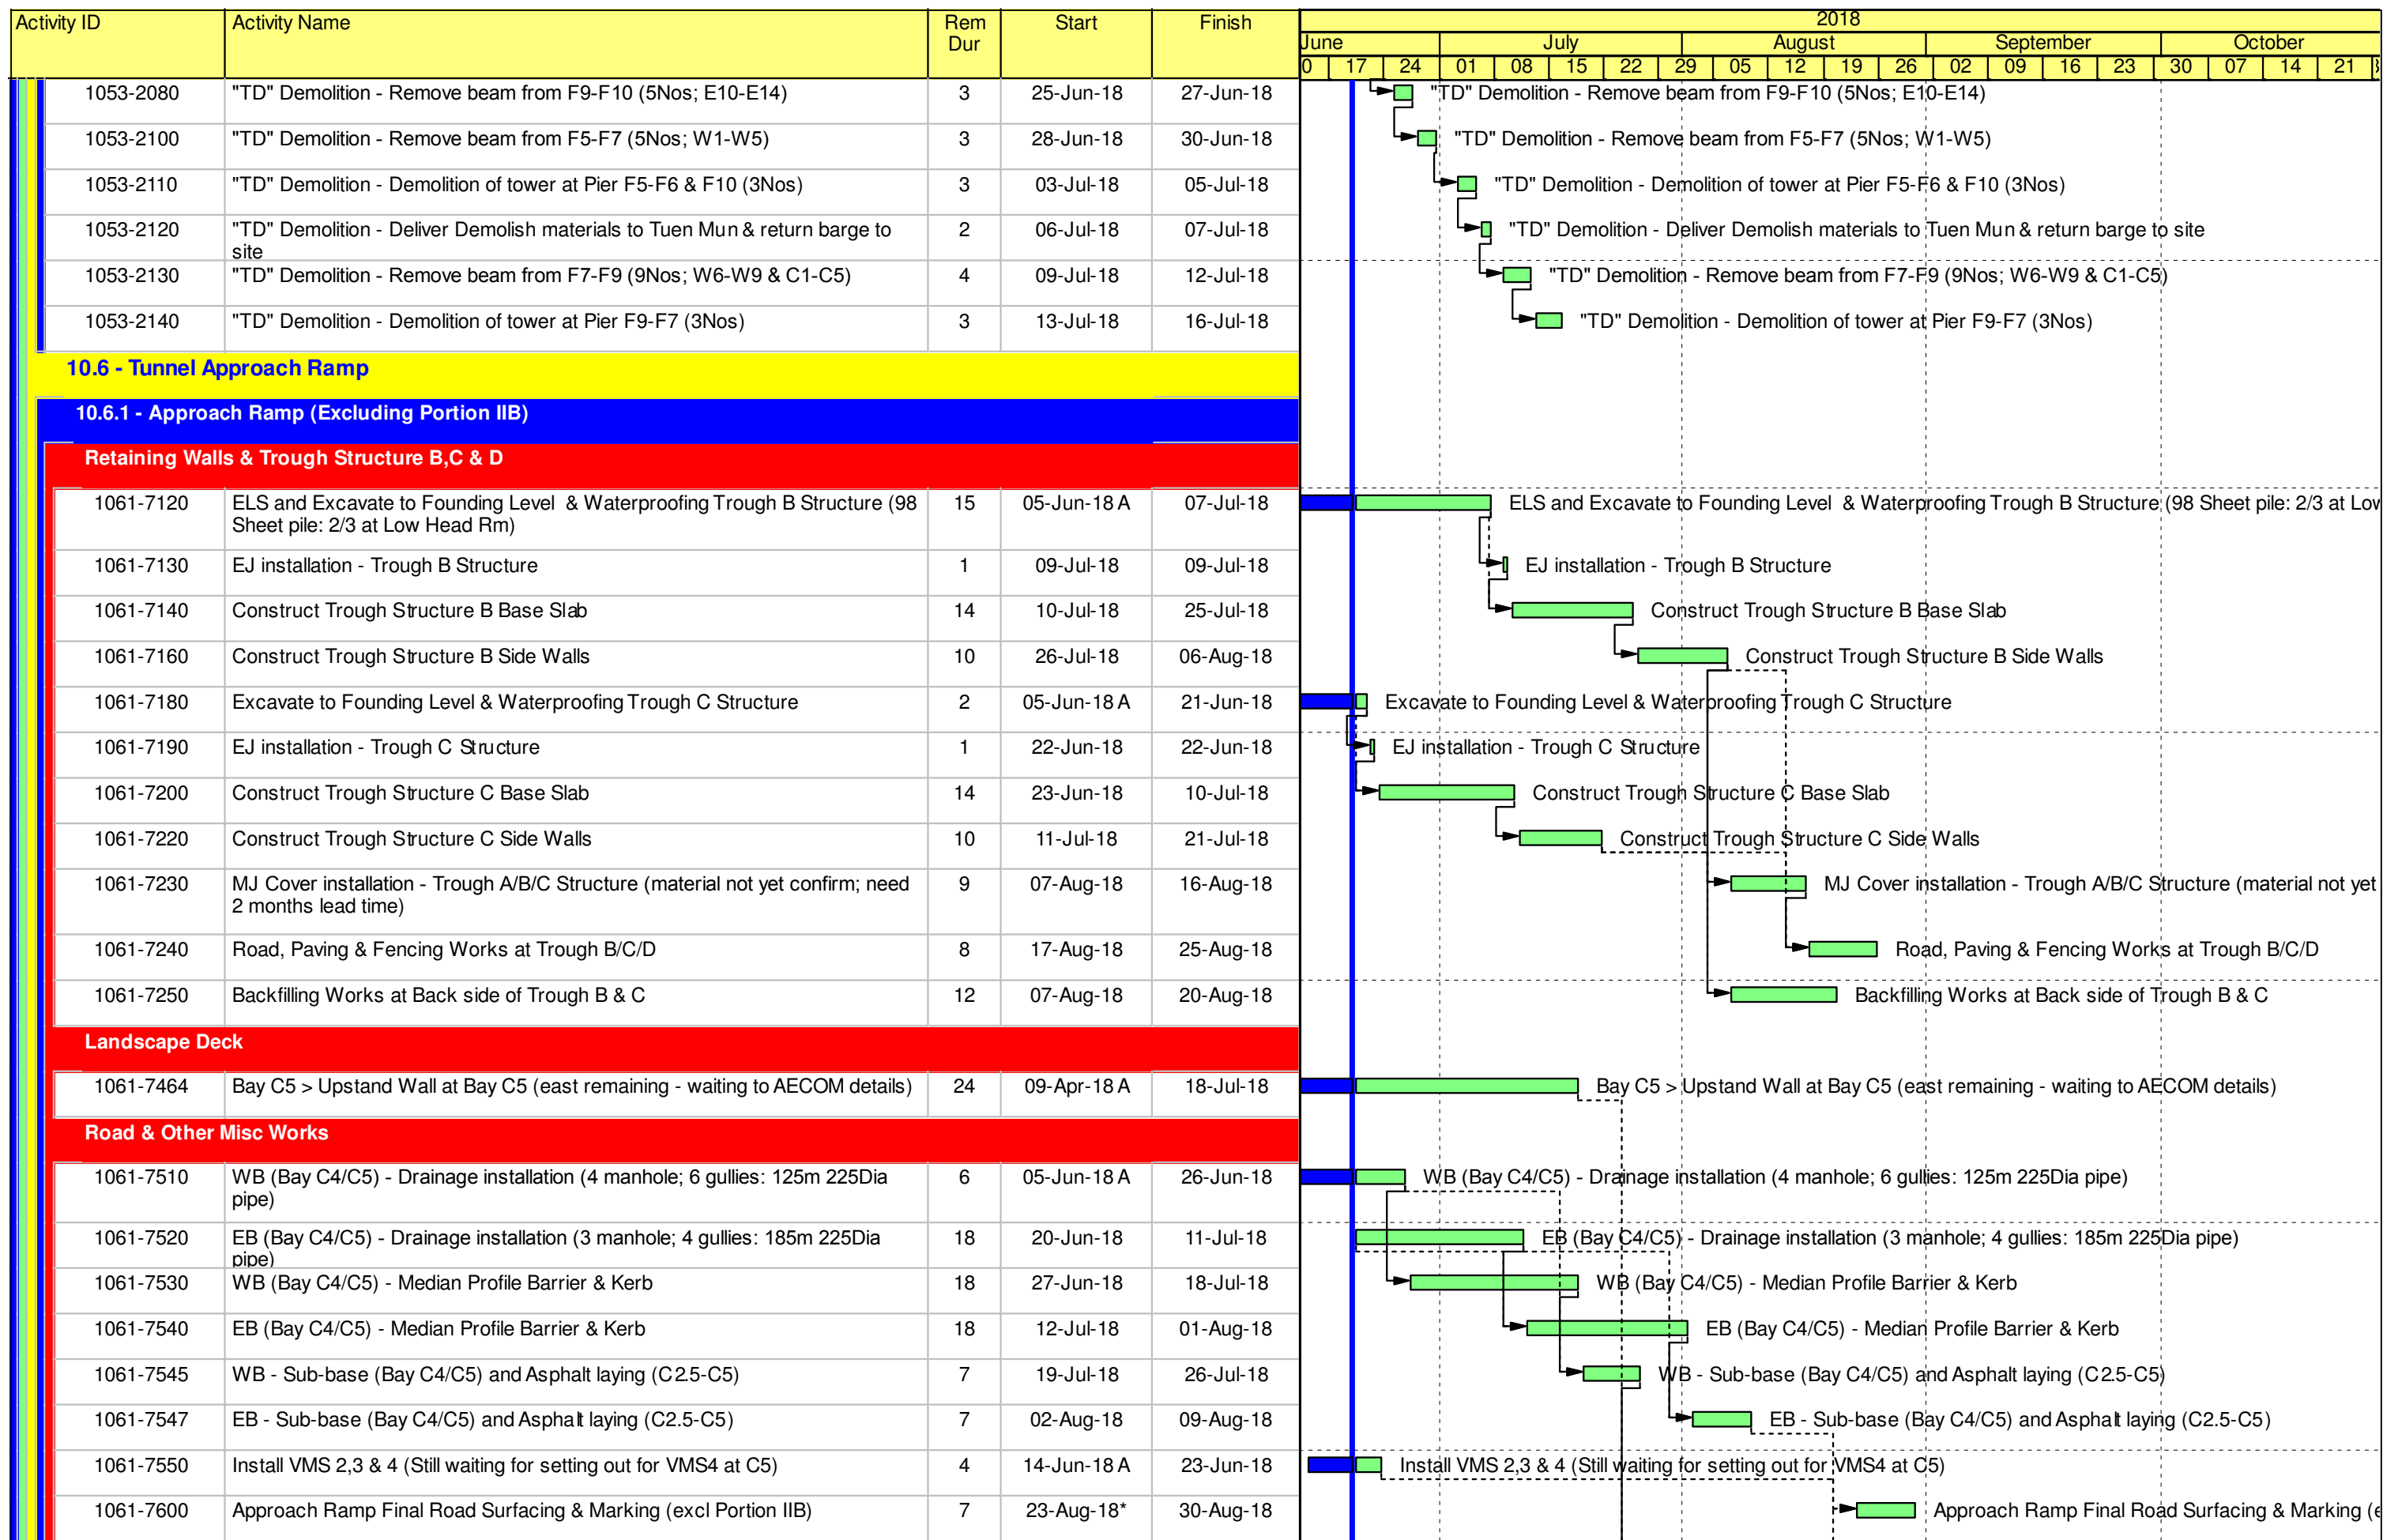 Activity ID Activity Name Rem Dur Start Finish 2018
June July August September October
0 17 24 01 08 15 22 29 05 12 19 26 02 09 16 23 30 07 14 21
1053-2080 "TD" Demolition - Remove beam from F9-F10 (5Nos; E10-E14) 3 25-Jun-18 27-Jun-18 "TD" Demolition - Remove beam from F9-F10 (5Nos; E10-E14)
1053-2100 "TD" Demolition - Remove beam from F5-F7 (5Nos; W1-W5) 3 28-Jun-18 30-Jun-18 "TD" Demolition - Remove beam from F5-F7 (5Nos; W1-W5)
1053-2110 "TD" Demolition - Demolition of tower at Pier F5-F6 & F10 (3Nos) 3 03-Jul-18 05-Jul-18 "TD" Demolition - Demolition of tower at Pier F5-F6 & F10 (3Nos)
1053-2120 "TD" Demolition - Deliver Demolish materials to Tuen Mun & return barge to 2 06-Jul-18 07-Jul-18 "TD" Demolition - Deliver Demolish materials to Tuen Mun & return barge to site
site
1053-2130 "TD" Demolition - Remove beam from F7-F9 (9Nos; W6-W9 & C1-C5) 4 09-Jul-18 12-Jul-18 "TD" Demolition - Remove beam from F7-F9 (9Nos; W6-W9 & C1-C5)
1053-2140 "TD" Demolition - Demolition of tower at Pier F9-F7 (3Nos) 3 13-Jul-18 16-Jul-18 "TD" Demolition - Demolition of tower at Pier F9-F7 (3Nos)
10.6 - Tunnel Approach Ramp
10.6.1 - Approach Ramp (Excluding Portion IIB)
Retaining Walls & Trough Structure B,C & D
1061-7120 ELS and Excavate to Founding Level & Waterproofing Trough B Structure (98 15 05-Jun-18 A 07-Jul-18 ELS and Excavate to Founding Level & Waterproofing Trough B Structure (98 Sheet pile: 2/3 at Low
Sheet pile: 2/3 at Low Head Rm)
1061-7130 EJ installation - Trough B Structure 1 09-Jul-18 09-Jul-18 EJ installation - Trough B Structure
1061-7140 Construct Trough Structure B Base Slab 14 10-Jul-18 25-Jul-18 Construct Trough Structure B Base Slab
1061-7160 Construct Trough Structure B Side Walls 10 26-Jul-18 06-Aug-18 Construct Trough Structure B Side Walls
1061-7180 Excavate to Founding Level & Waterproofing Trough C Structure 2 05-Jun-18 A 21-Jun-18 Excavate to Founding Level & Waterproofing Trough C Structure
1061-7190 EJ installation - Trough C Structure 1 22-Jun-18 22-Jun-18 EJ installation - Trough C Structure
1061-7200 Construct Trough Structure C Base Slab 14 23-Jun-18 10-Jul-18 Construct Trough Structure C Base Slab
1061-7220 Construct Trough Structure C Side Walls 10 11-Jul-18 21-Jul-18 Construct Trough Structure C Side Walls
1061-7230 MJ Cover installation - Trough A/B/C Structure (material not yet confirm; need 9 07-Aug-18 16-Aug-18 MJ Cover installation - Trough A/B/C Structure (material not yet
2 months lead time)
1061-7240 Road, Paving & Fencing Works at Trough B/C/D 8 17-Aug-18 25-Aug-18 Road, Paving & Fencing Works at Trough B/C/D
1061-7250 Backfilling Works at Back side of Trough B & C 12 07-Aug-18 20-Aug-18 Backfilling Works at Back side of Trough B & C
Landscape Deck
1061-7464 Bay C5 > Upstand Wall at Bay C5 (east remaining - waiting to AECOM details) 24 09-Apr-18 A 18-Jul-18 Bay C5 > Upstand Wall at Bay C5 (east remaining - waiting to AECOM details)
Road & Other Misc Works
1061-7510 WB (Bay C4/C5) - Drainage installation (4 manhole; 6 gullies: 125m 225Dia 6 05-Jun-18 A 26-Jun-18 WB (Bay C4/C5) - Drainage installation (4 manhole; 6 gullies: 125m 225Dia pipe)
pipe)
1061-7520 EB (Bay C4/C5) - Drainage installation (3 manhole; 4 gullies: 185m 225Dia 18 20-Jun-18 11-Jul-18 EB (Bay C4/C5) - Drainage installation (3 manhole; 4 gullies: 185m 225Dia pipe)
pipe)
1061-7530 WB (Bay C4/C5) - Median Profile Barrier & Kerb 18 27-Jun-18 18-Jul-18 WB (Bay C4/C5) - Median Profile Barrier & Kerb
1061-7540 EB (Bay C4/C5) - Median Profile Barrier & Kerb 18 12-Jul-18 01-Aug-18 EB (Bay C4/C5) - Median Profile Barrier & Kerb
1061-7545 WB - Sub-base (Bay C4/C5) and Asphalt laying (C2.5-C5) 7 19-Jul-18 26-Jul-18 WB - Sub-base (Bay C4/C5) and Asphalt laying (C2.5-C5)
1061-7547 EB - Sub-base (Bay C4/C5) and Asphalt laying (C2.5-C5) 7 02-Aug-18 09-Aug-18 EB - Sub-base (Bay C4/C5) and Asphalt laying (C2.5-C5)
1061-7550 Install VMS 2,3 & 4 (Still waiting for setting out for VMS4 at C5) 4 14-Jun-18 A 23-Jun-18 Install VMS 2,3 & 4 (Still waiting for setting out for VMS4 at C5)
1061-7600 Approach Ramp Final Road Surfacing & Marking (excl Portion IIB) 7 23-Aug-18* 30-Aug-18 Approach Ramp Final Road Surfacing & Marking (e